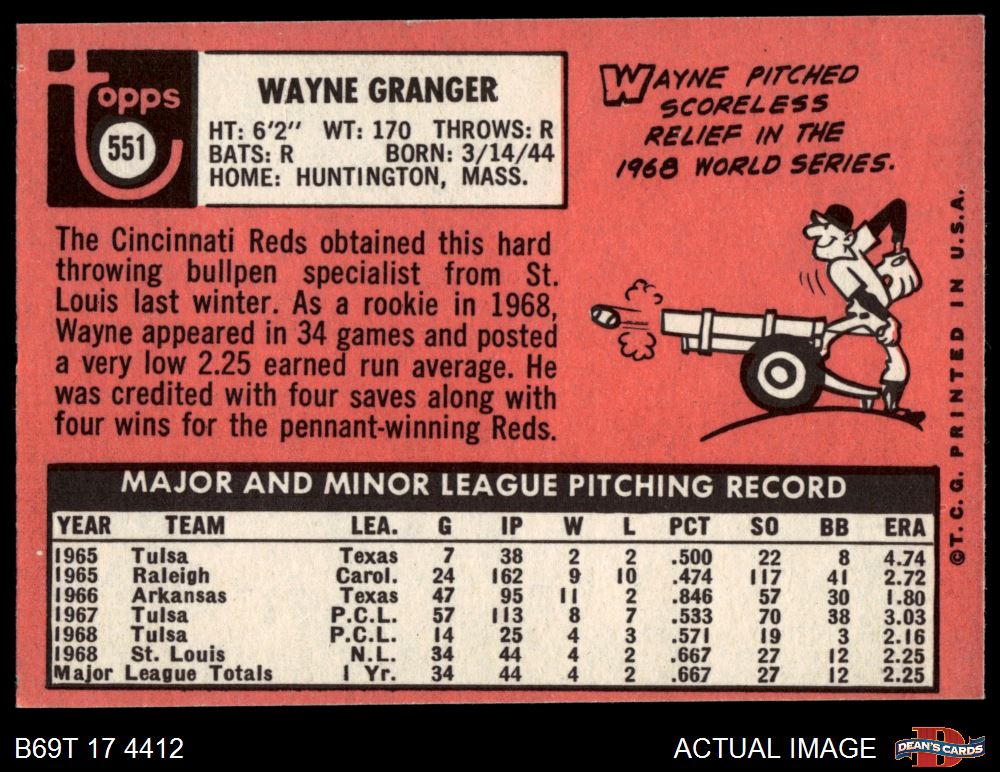 topps
551
WAYNE GRANGER
HT: 6'2" WT: 170 THROWS: R
BATS: R BORN: 3/14/44
HOME: HUNTINGTON, MASS.
WAYNE PITCHED
SCORELESS
RELIEF IN THE
1968 WORLD SERIES.
The Cincinnati Reds obtained this hard
throwing bullpen specialist from St.
Louis last winter. As a rookie in 1968,
Wayne appeared in 34 games and posted
a very low 2.25 earned run average. He
was credited with four saves along with
four wins for the pennant-winning Reds.
©T. C. G. PRINTED IN U.S.A.
MAJOR AND MINOR LEAGUE PITCHING RECORD
YEAR TEAM LEA. G IP W L PCT SO BB ERA
1965 Tulsa Texas 7 38 2 2 .500 22 8 4.74
1965 Raleigh Carol. 24 162 9 10 .474 117 41 2.72
1966 Arkansas Texas 47 95 11 2 .846 57 30 1.80
1967 Tulsa P.C.L. 57 113 8 7 .533 70 38 3.03
1968 Tulsa P.C.L. 14 25 4 3 .571 19 3 2.16
1968 St. Louis N.L. 34 44 4 2 .667 27 12 2.25
Major League Totals 1 Yr. 34 44 4 2 .667 27 12 2.25
B69T 17 4412
ACTUAL IMAGE
D
DEAN'S CARDS